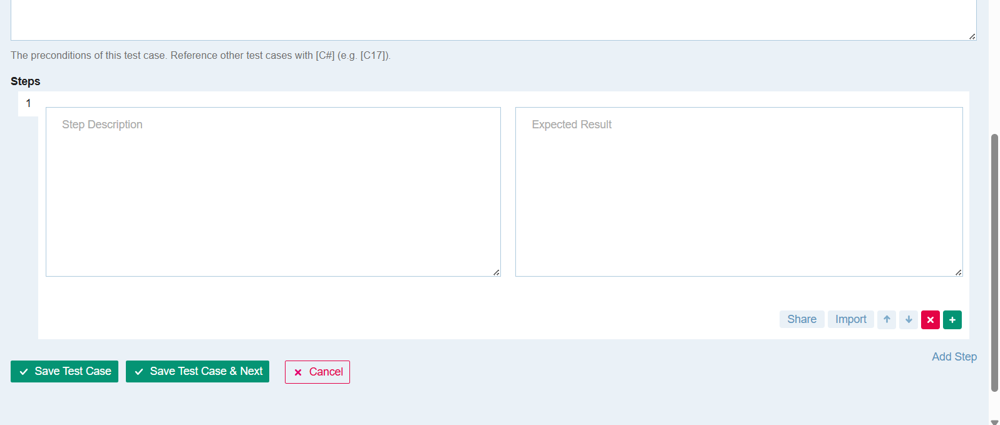 The preconditions of this test case. Reference other test cases with [C#] (e.g. [C17]).
Steps
1
Step Description
Expected Result
Share Import
Add Step
Save Test Case Save Test Case & Next Cancel